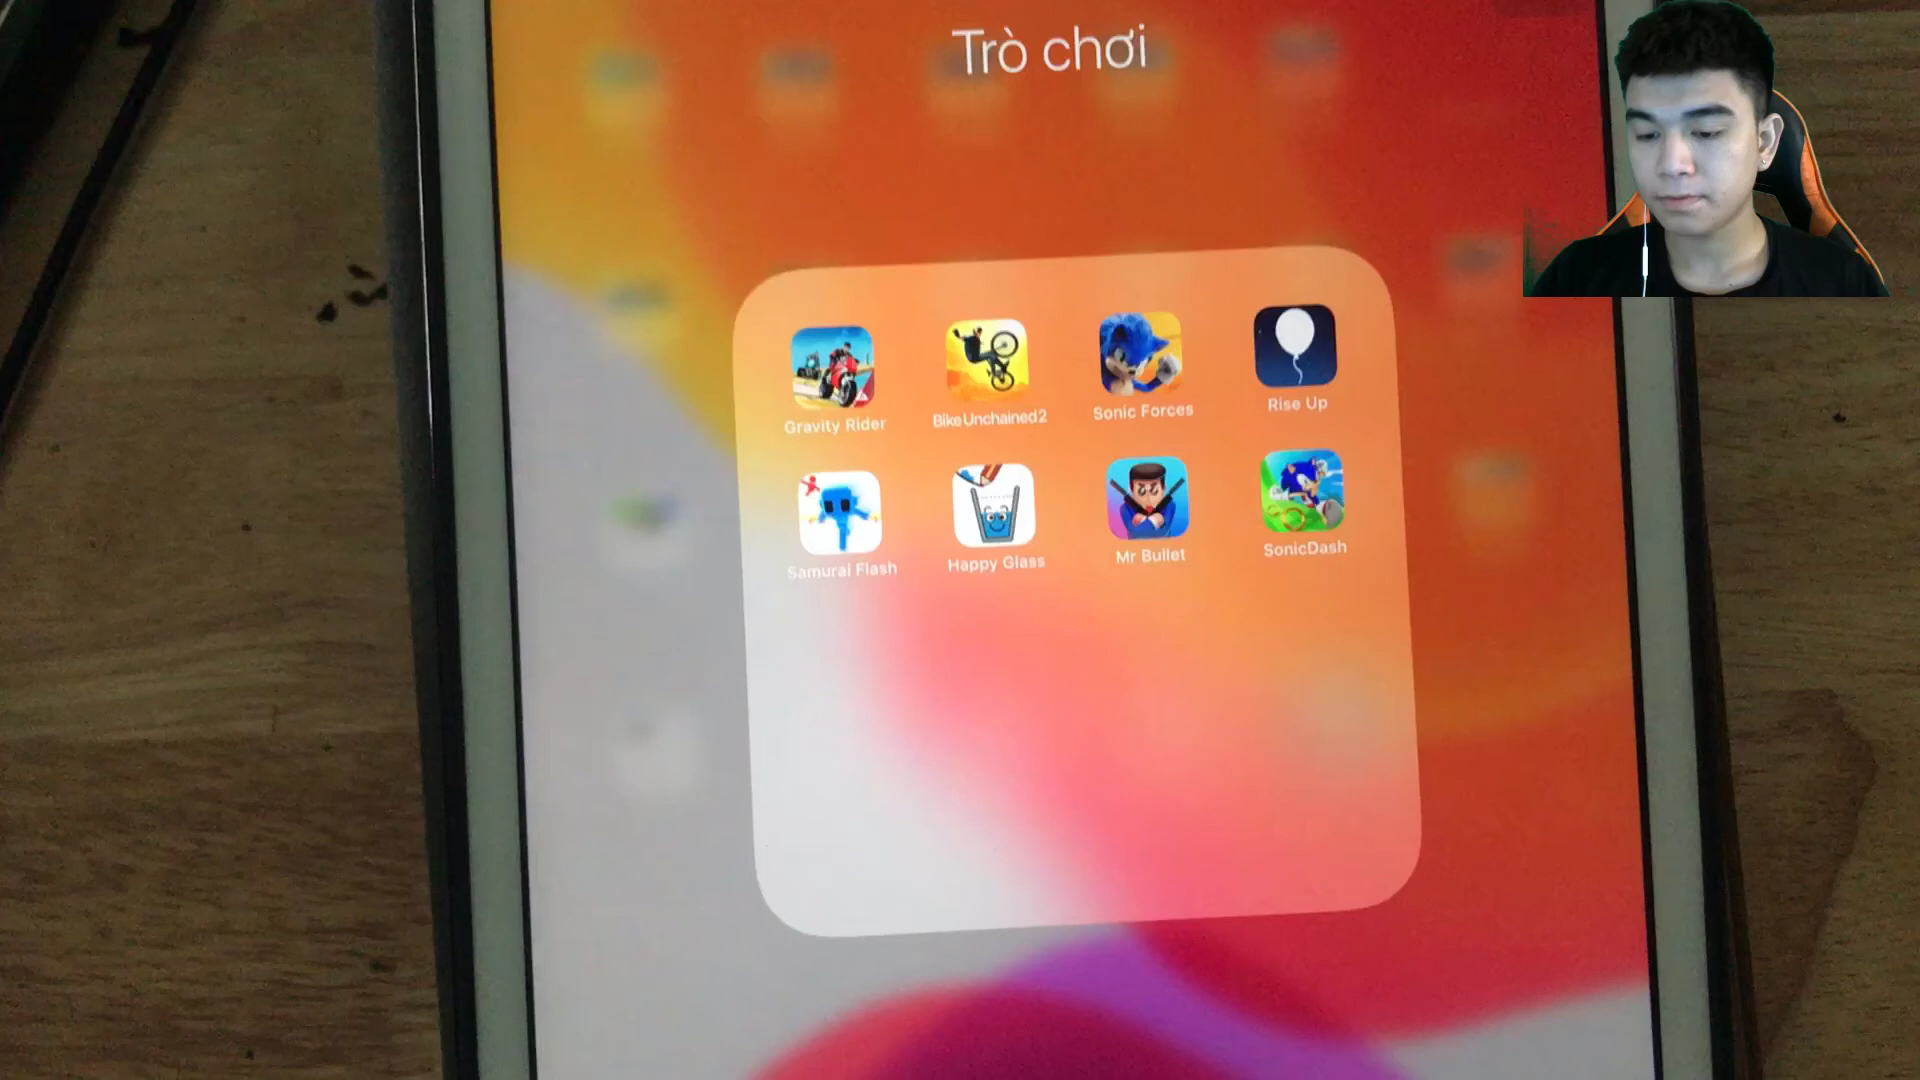 Trò chơi
Gravity Rider
BikeUnchained2
Sonic Forces
Rise Up
Samurai Flash
Happy Glass
Mr Bullet
SonicDash